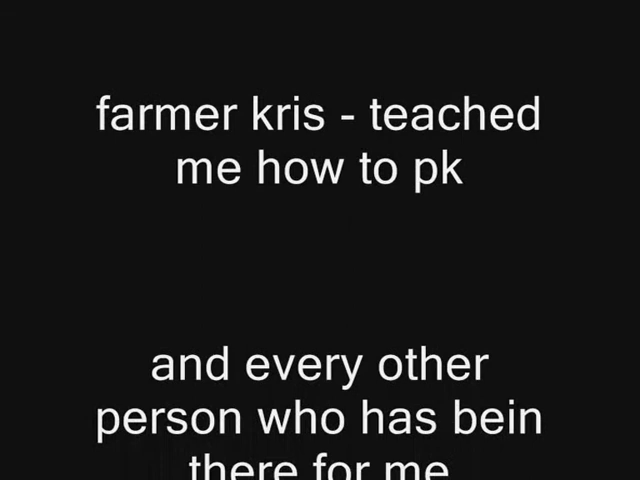 farmer kris - teached
me how to pk
and every other
person who has bein
there for me